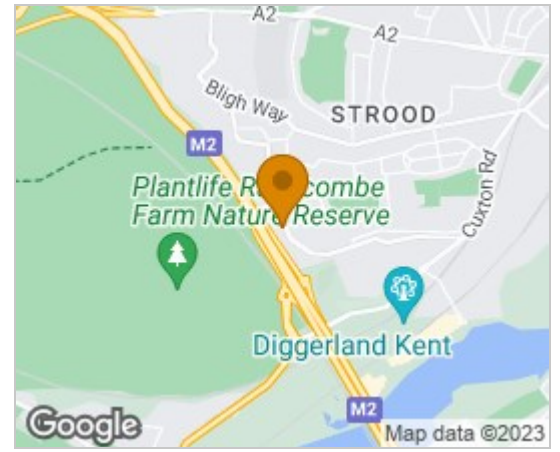 A2
A2
Bligh Way
STROOD
M2
Cuxton Rd
Plantlife R combe
Farm Nature Reserve
Diggerland Kent
M2
Google
Map data ©2023